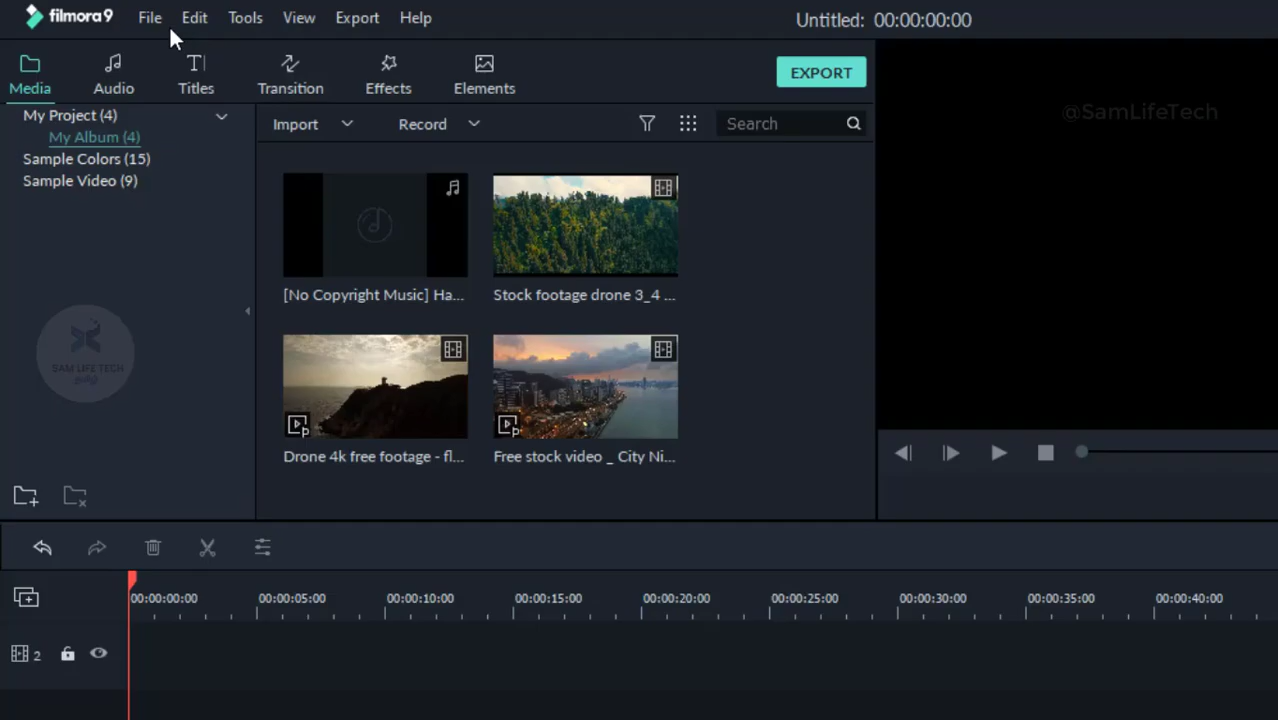 filmora9 File Edit Tools View Export Help Untitled: 00:00:00:00
Media Audio Titles Transition Effects Elements EXPORT
My Project (4)
My Album (4)
Sample Colors (15)
Sample Video (9)
Import Record Search
@SamLifeTech
[No Copyright Music] Ha... Stock footage drone 3_4 ...
Drone 4k free footage - fl... Free stock video _ City Ni...
SAM LIFE TECH
தமிழ்
00:00:00:00 00:00:05:00 00:00:10:00 00:00:15:00 00:00:20:00 00:00:25:00 00:00:30:00 00:00:35:00 00:00:40:00
2